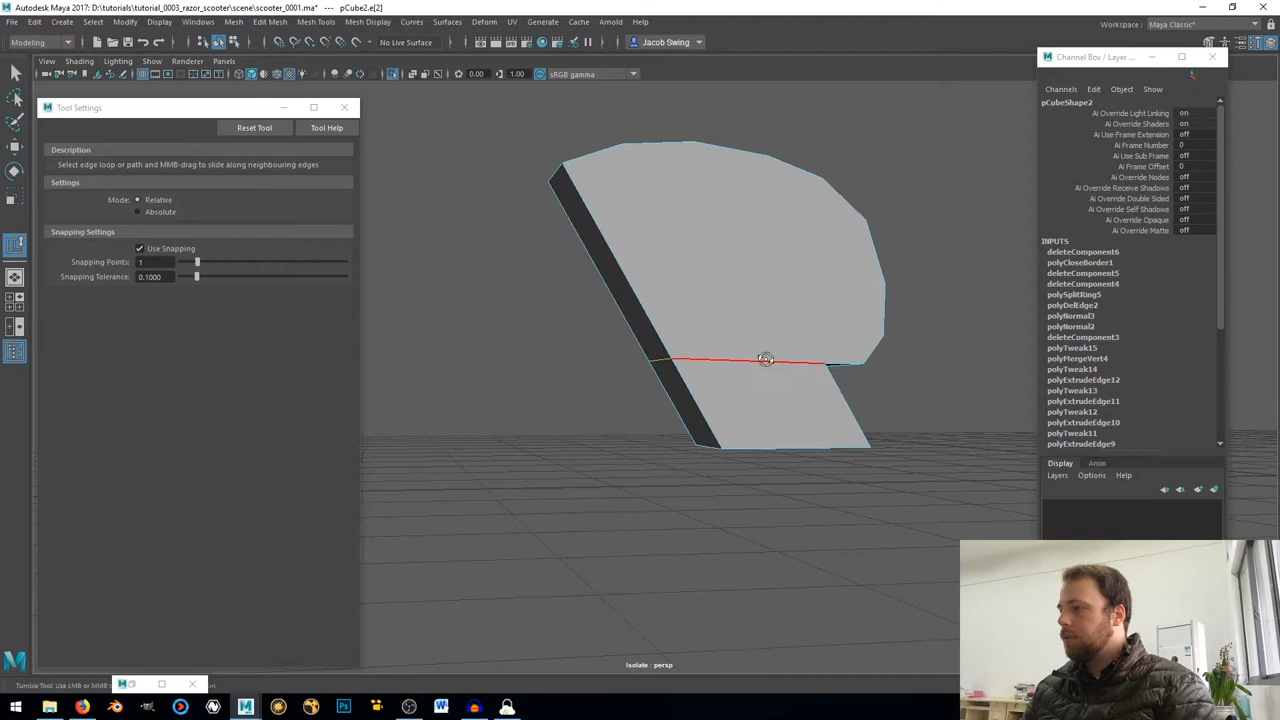 Autodesk Maya 2017: D:\tutorials\tutorial_0003_razor_scooter\scene\scooter_0001.ma* - pCube2.e[2]
File Edit Create Select Modify Display Windows Mesh Edit Mesh Mesh Tools Mesh Display Curves Surfaces Deform UV Generate Cache Arnold Help
Workspace: Maya Classic*
Modeling
No Live Surface
Jacob Swing
View Shading Lighting Show Renderer Panels
0.00 1.00 sRGB gamma
Channel Box / Layer ...
Tool Settings
Reset Tool Tool Help
Description
Select edge loop or path and MMB-drag to slide along neighbouring edges
Settings
Mode: Relative
Absolute
Snapping Settings
Use Snapping
Snapping Points: 1
Snapping Tolerance: 0.1000
Channels Edit Object Show
pCubeShape2
Ai Override Light Linking on
Ai Override Shaders on
Ai Use Frame Extension off
Ai Frame Number 0
Ai Use Sub Frame off
Ai Frame Offset 0
Ai Override Nodes off
Ai Override Receive Shadows off
Ai Override Double Sided off
Ai Override Self Shadows off
Ai Override Opaque off
Ai Override Matte off
INPUTS
deleteComponent6
polyCloseBorder1
deleteComponent5
deleteComponent4
polySplitRing5
polyDelEdge2
polyNormal3
polyNormal2
deleteComponent3
polyTweak15
polyMergeVert4
polyTweak14
polyExtrudeEdge12
polyTweak13
polyExtrudeEdge11
polyTweak12
polyExtrudeEdge10
polyTweak11
polyExtrudeEdge9
Display Anim
Layers Options Help
Isolate : persp
Tumble Tool: Use LMB or MMB